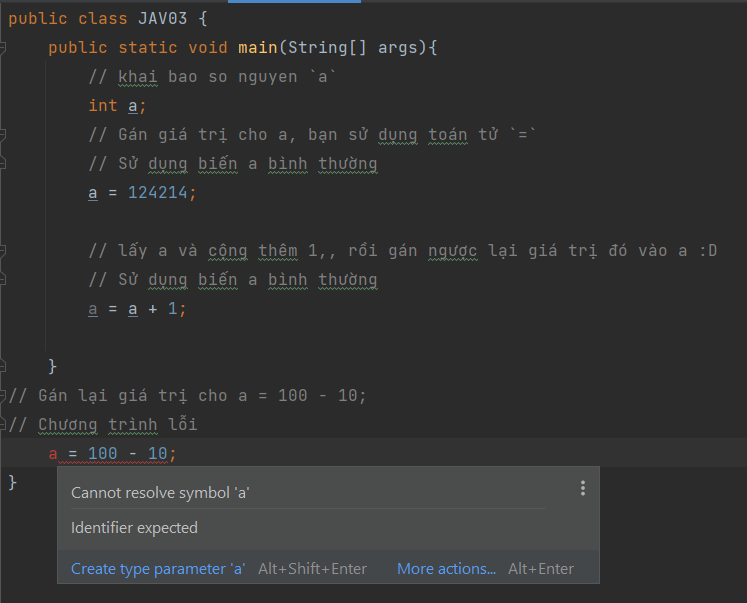 public class JAV03 {
public static void main(String[] args){
// khai bao so nguyen `a`
int a;
// Gán giá trị cho a, bạn sử dụng toán tử `=`
// Sử dụng biến a bình thường
a = 124214;
// lấy a và công thêm 1,, rồi gán ngược lại giá trị đó vào a :D
// Sử dụng biến a bình thường
a = a + 1;
}
// Gán lại giá trị cho a = 100 - 10;
// Chương trình lỗi
a = 100 - 10;
}
Cannot resolve symbol 'a'
Identifier expected
Create type parameter 'a' Alt+Shift+Enter More actions... Alt+Enter